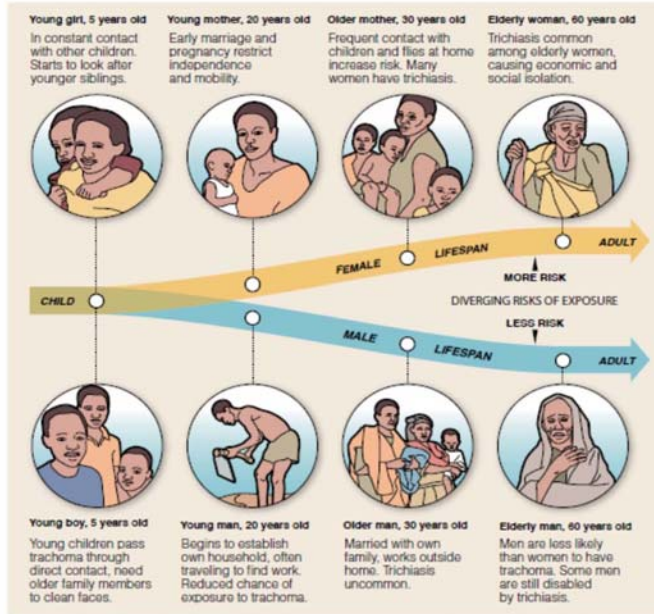 Young girl, 5 years old
In constant contact
with other children.
Starts to look after
younger siblings.
Young mother, 20 years old
Early marriage and
pregnancy restrict
independence
and mobility.
Older mother, 30 years old
Frequent contact with
children and flies at home
increase risk. Many
women have trichiasis.
Elderly woman, 60 years old
Trichiasis common
among elderly women,
causing economic and
social isolation.
FEMALE LIFESPAN ADULT
MORE RISK
CHILD
DIVERGING RISKS OF EXPOSURE
LESS RISK
MALE LIFESPAN ADULT
Young boy, 5 years old
Young children pass
trachoma through
direct contact, need
older family members
to clean faces.
Young man, 20 years old
Begins to establish
own household, often
traveling to find work.
Reduced chance of
exposure to trachoma.
Older man, 30 years old
Married with own
family, works outside
home. Trichiasis
uncommon.
Elderly man, 60 years old
Men are less likely
than women to have
trachoma. Some men
are still disabled
by trichiasis.